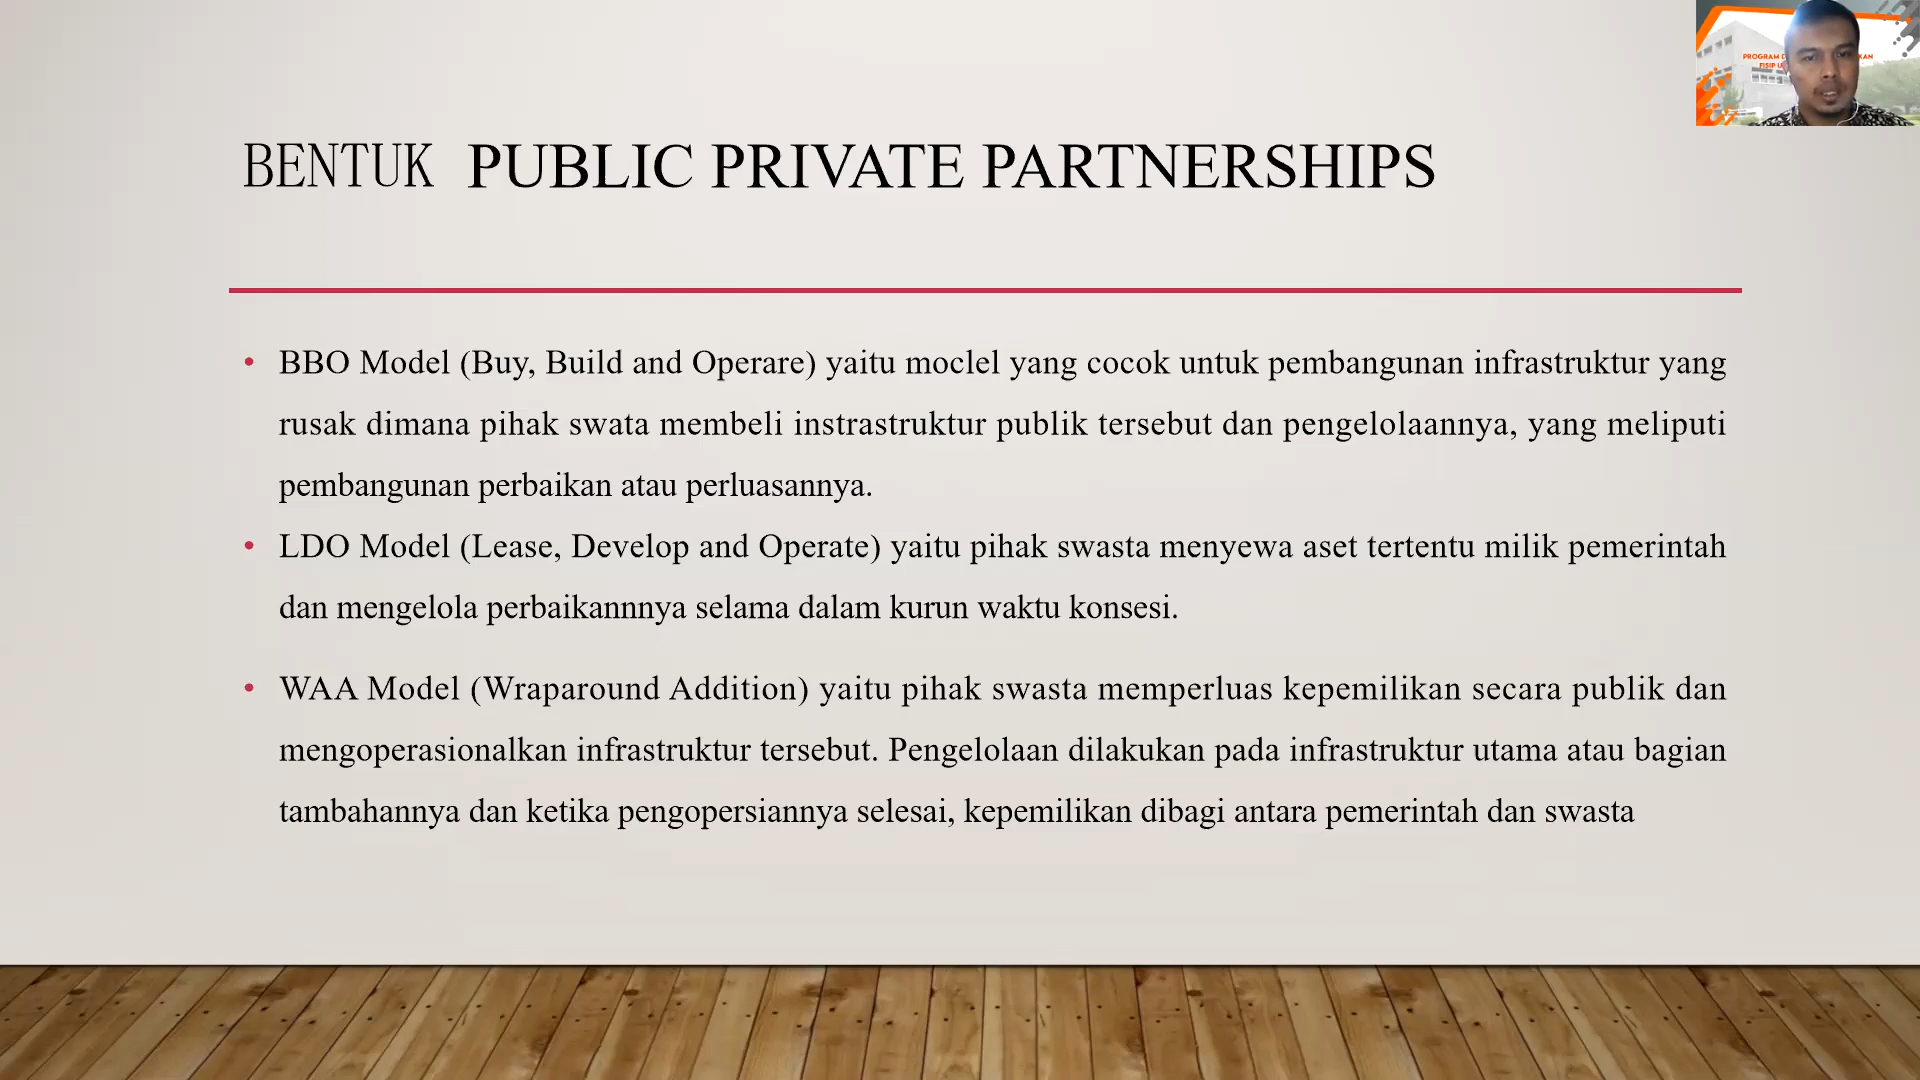 BENTUK PUBLIC PRIVATE PARTNERSHIPS
• BBO Model (Buy, Build and Operare) yaitu moclel yang cocok untuk pembangunan infrastruktur yang
rusak dimana pihak swata membeli instrastruktur publik tersebut dan pengelolaannya, yang meliputi
pembangunan perbaikan atau perluasannya.
• LDO Model (Lease, Develop and Operate) yaitu pihak swasta menyewa aset tertentu milik pemerintah
dan mengelola perbaikannnya selama dalam kurun waktu konsesi.
• WAA Model (Wraparound Addition) yaitu pihak swasta memperluas kepemilikan secara publik dan
mengoperasionalkan infrastruktur tersebut. Pengelolaan dilakukan pada infrastruktur utama atau bagian
tambahannya dan ketika pengopersiannya selesai, kepemilikan dibagi antara pemerintah dan swasta
PROGRAM
FISIP